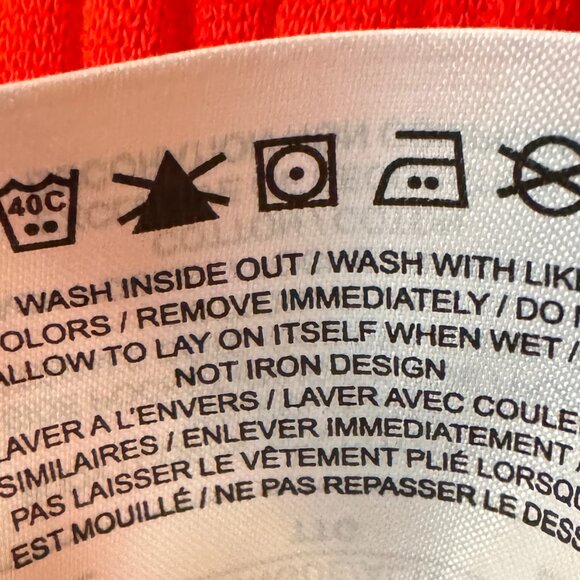 40C
WASH INSIDE OUT / WASH WITH LIKE
COLORS / REMOVE IMMEDIATELY / DO
ALLOW TO LAY ON ITSELF WHEN WET /
NOT IRON DESIGN
LAVER A L'ENVERS / LAVER AVEC COULE
SIMILAIRES / ENLEVER IMMEDIATEMENT /
PAS LAISSER LE VÊTEMENT PLIÉ LORSQ
EST MOUILLÉ / NE PAS REPASSER LE DESS